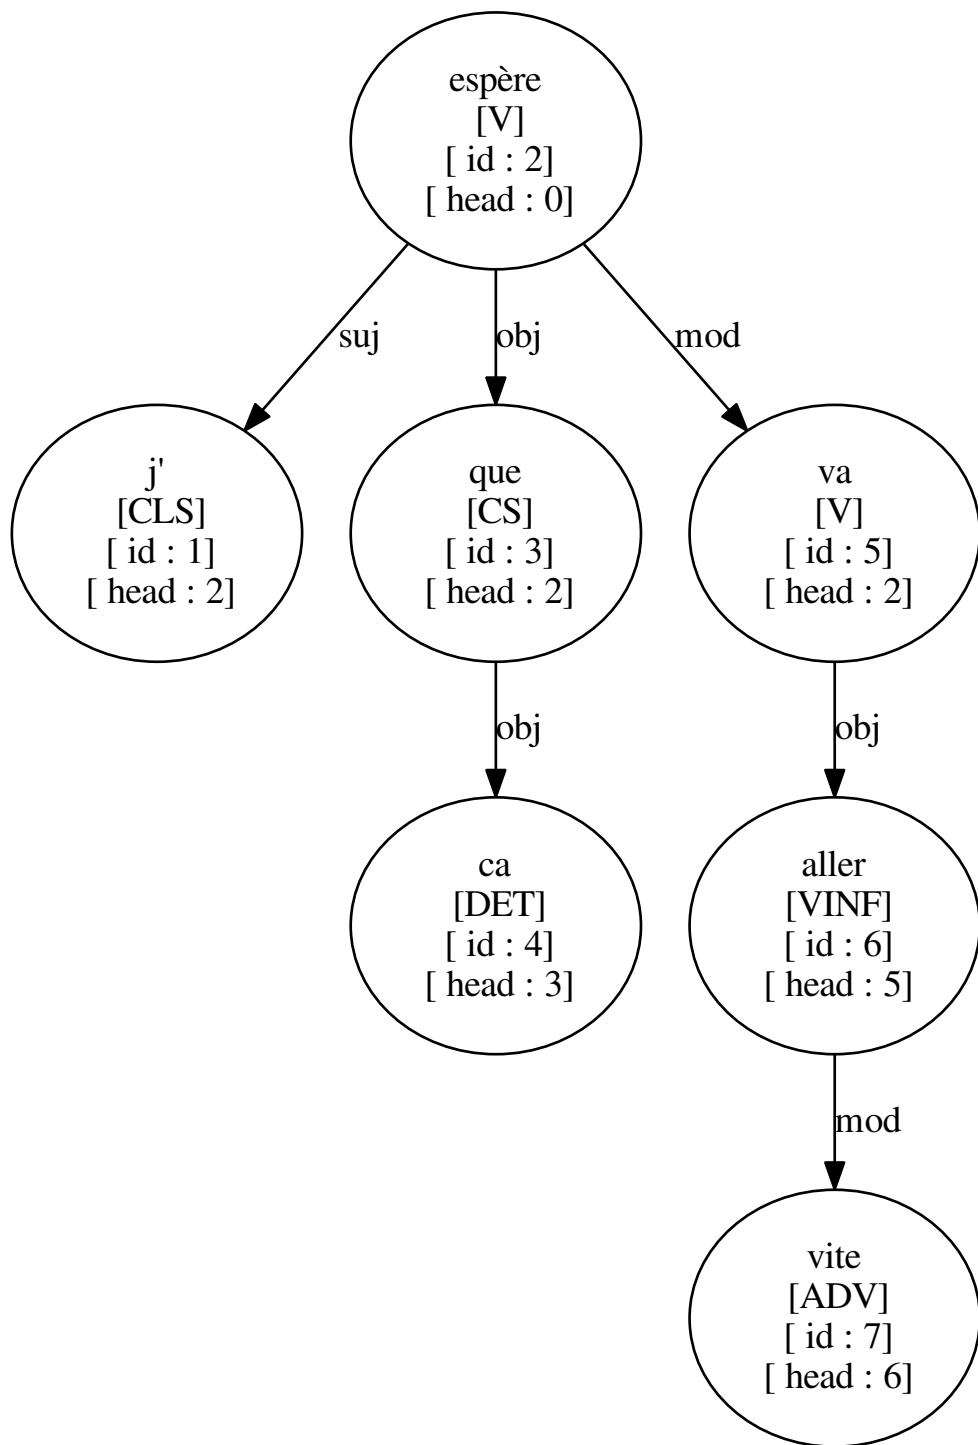 espère
[V]
[ id : 2]
[ head : 0]
suj
obj
mod
j'
[CLS]
[ id : 1]
[ head : 2]
que
[CS]
[ id : 3]
[ head : 2]
va
[V]
[ id : 5]
[ head : 2]
obj
obj
ca
[DET]
[ id : 4]
[ head : 3]
aller
[VINF]
[ id : 6]
[ head : 5]
mod
vite
[ADV]
[ id : 7]
[ head : 6]